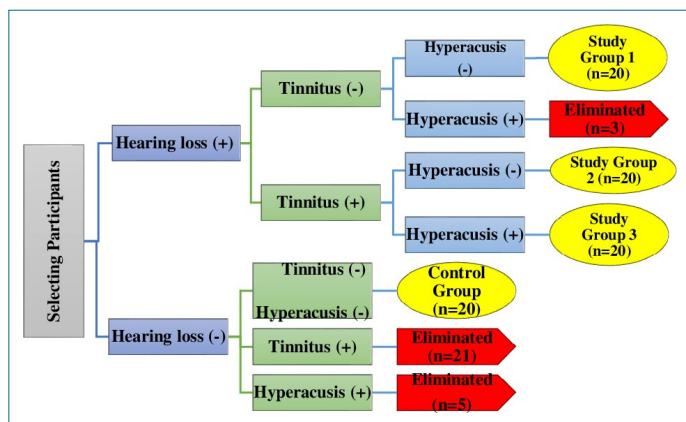 Selecting Participants
Hearing loss (+)
Tinnitus (-)
Hyperacusis
(-)
Study
Group 1
(n=20)
Hyperacusis (+)
Eliminated
(n=3)
Tinnitus (+)
Hyperacusis (-)
Study Group
2 (n=20)
Hyperacusis (+)
Study
Group 3
(n=20)
Hearing loss (-)
Tinnitus (-)
Hyperacusis (-)
Control
Group
(n=20)
Tinnitus (+)
Eliminated
(n=21)
Hyperacusis (+)
Eliminated
(n=5)